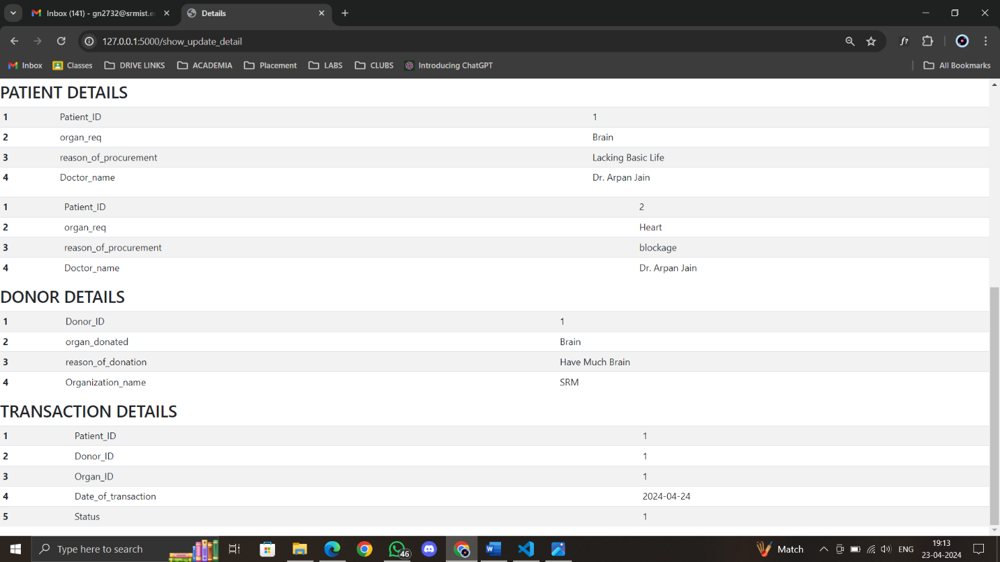 Inbox (141) - gn2732@srmist.e
Details
127.0.0.1:5000/show_update_detail
f?
Inbox
Classes
DRIVE LINKS
ACADEMIA
Placement
LABS
CLUBS
Introducing ChatGPT
All Bookmarks
PATIENT DETAILS
1 Patient_ID 1
2 organ_req Brain
3 reason_of_procurement Lacking Basic Life
4 Doctor_name Dr. Arpan Jain
1 Patient_ID 2
2 organ_req Heart
3 reason_of_procurement blockage
4 Doctor_name Dr. Arpan Jain
DONOR DETAILS
1 Donor_ID 1
2 organ_donated Brain
3 reason_of_donation Have Much Brain
4 Organization_name SRM
TRANSACTION DETAILS
1 Patient_ID 1
2 Donor_ID 1
3 Organ_ID 1
4 Date_of_transaction 2024-04-24
5 Status 1
Type here to search
46
Match
ENG
19:13
23-04-2024